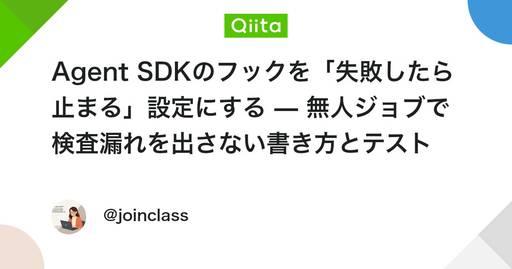 Qiita
Agent SDKのフックを「失敗したら
止まる」設定にする — 無人ジョブで
検査漏れを出さない書き方とテスト
@joinclass